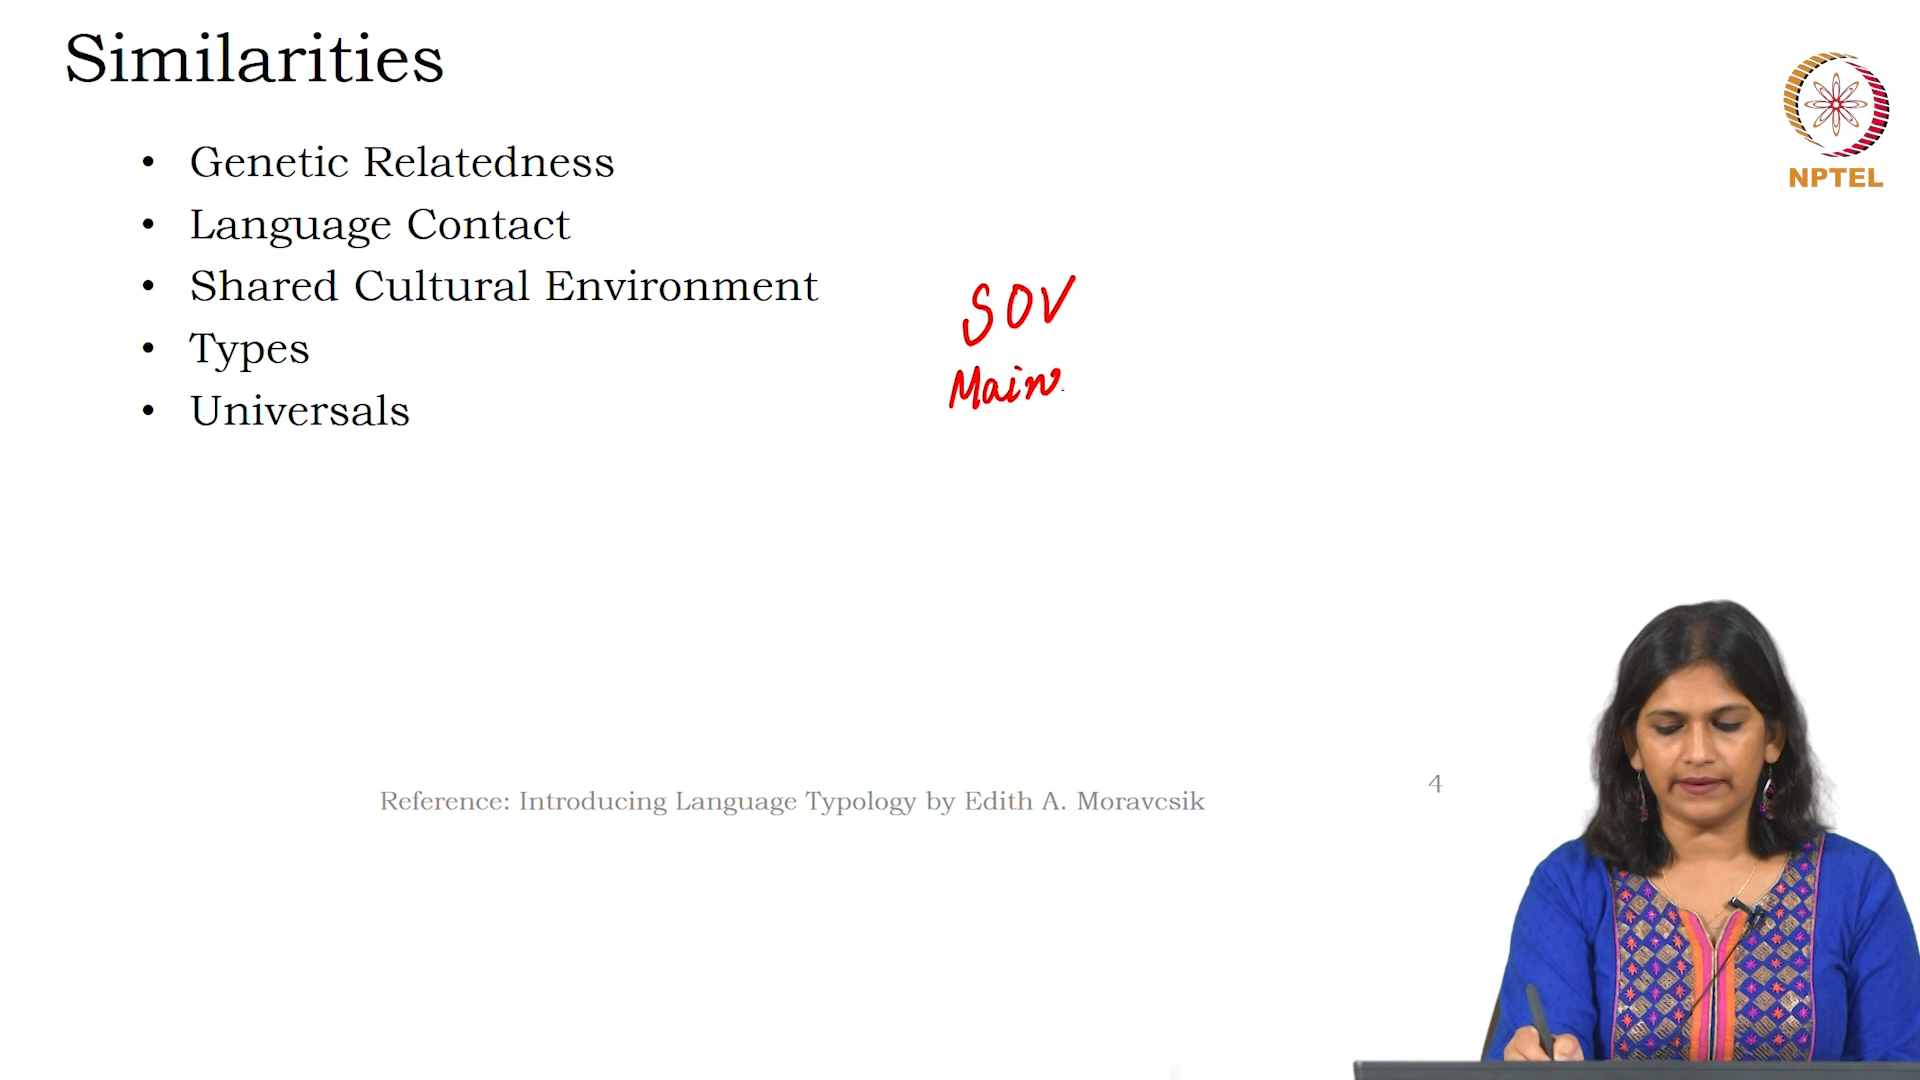 Similarities
• Genetic Relatedness
• Language Contact
• Shared Cultural Environment
• Types
• Universals
SOV
Main
NPTEL
Reference: Introducing Language Typology by Edith A. Moravcsik
4